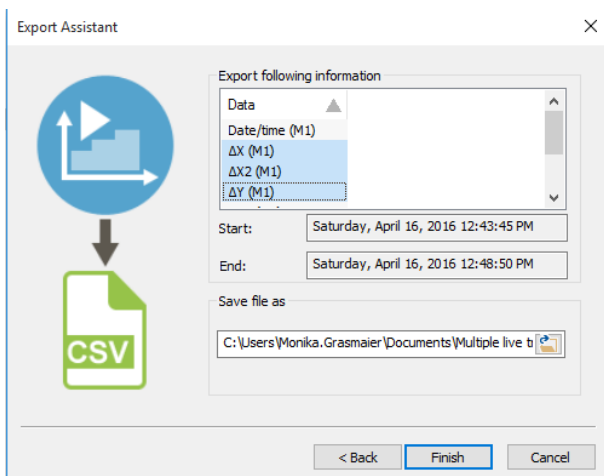 Export Assistant
Export following information
Data
Date/time (M1)
ΔX (M1)
ΔX2 (M1)
ΔY (M1)
Start:
Saturday, April 16, 2016 12:43:45 PM
End:
Saturday, April 16, 2016 12:48:50 PM
Save file as
C:\Users\Monika.Grasmaier\Documents\Multiple live
CSV
< Back
Finish
Cancel